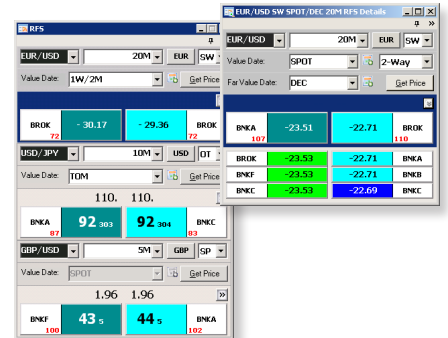 RFS
EUR/USD 20M EUR SW
Value Date: 1W/2M Get Price
BROK 72 - 30.17 - 29.36 BROK 72
USD/JPY 10M USD OT
Value Date: TOM Get Price
110. 110.
BNKA 87 92 303 92 304 BNKC 83
GBP/USD 5M GBP SP
Value Date: SPOT Get Price
1.96 1.96
BNKF 100 43 5 44 5 BNKA 102
EUR/USD SW SPOT/DEC 20M RFS Details
EUR/USD 20M EUR SW
Value Date: SPOT 2-Way
Far Value Date: DEC Get Price
BNKA 107 -23.51 -22.71 BROK 110
BROK -23.53 -22.71 BNKA
BNKF -23.53 -22.71 BNKB
BNKC -23.53 -22.69 BNKC